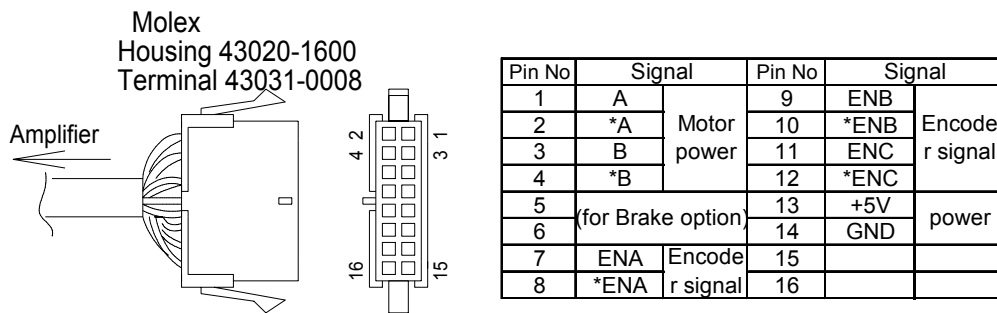 Molex
Housing 43020-1600
Terminal 43031-0008
Amplifier
2 1
4 3
16 15
Pin No Signal Pin No Signal
1 A Motor power 9 ENB Encode
2 *A 10 *ENB r signal
3 B 11 ENC
4 *B 12 *ENC
5 (for Brake option) 13 +5V power
6 14 GND
7 ENA Encode 15
8 *ENA r signal 16